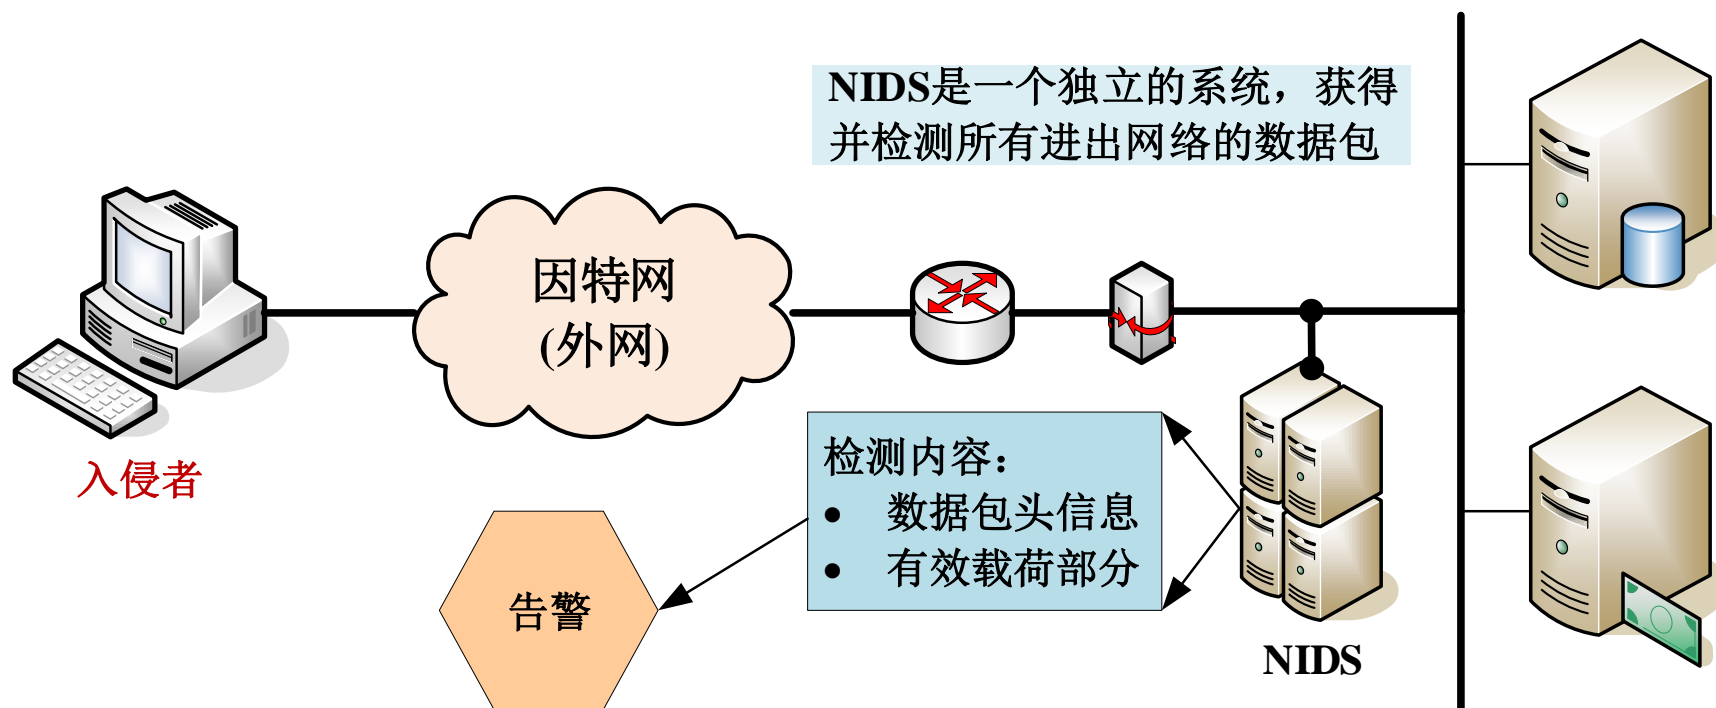 NIDS是一个独立的系统，获得
并检测所有进出网络的数据包
因特网
(外网)
入侵者
检测内容：
● 数据包头信息
● 有效载荷部分
告警
NIDS